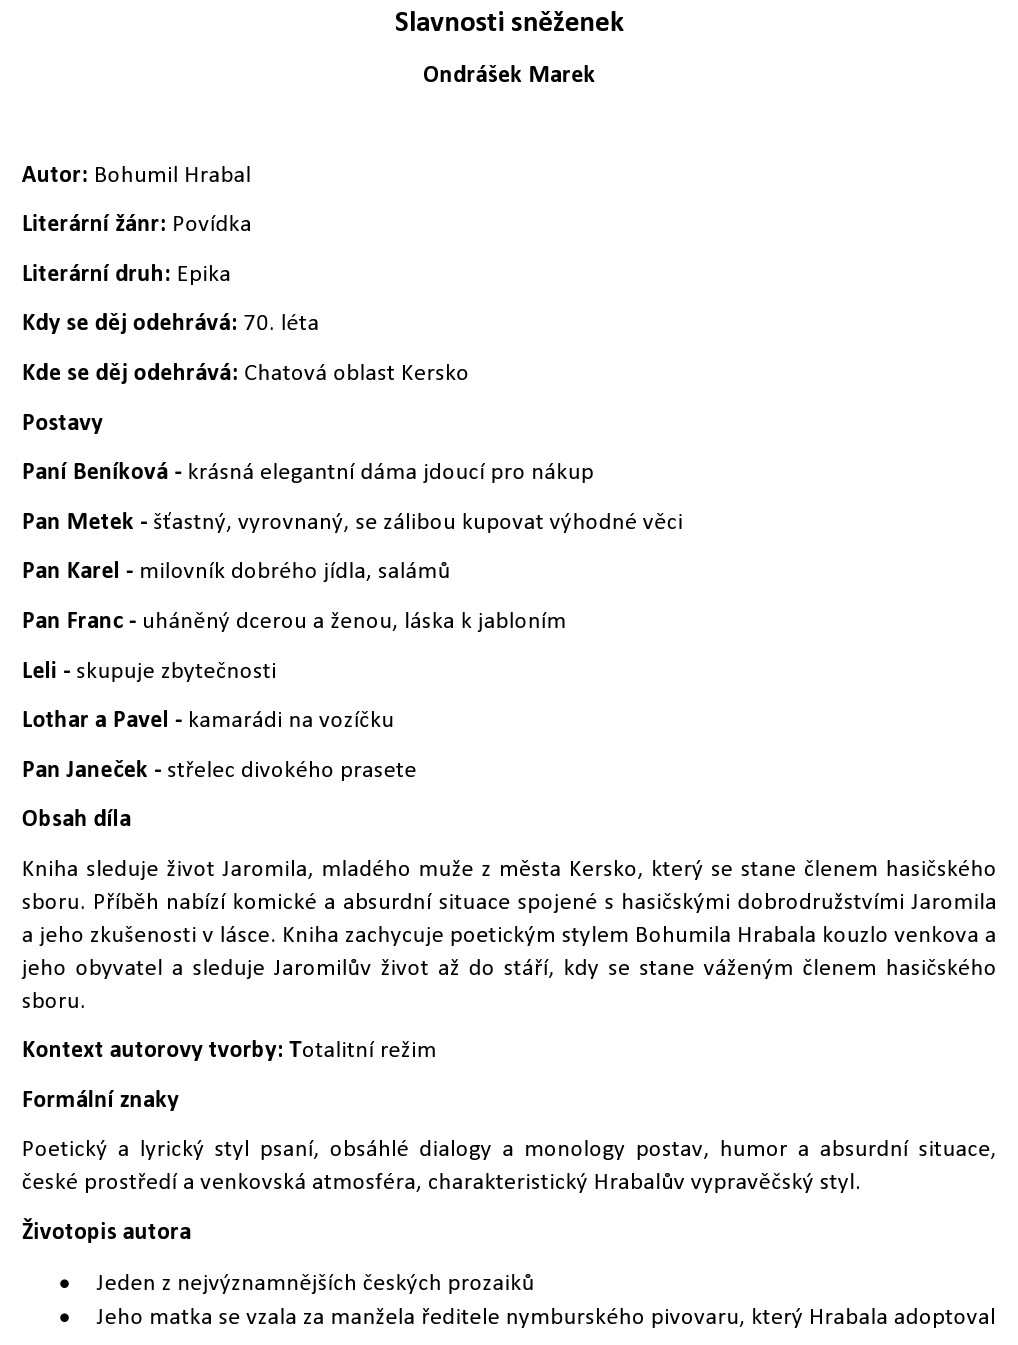 Slavnosti sněženek
Ondrášek Marek
Autor: Bohumil Hrabal
Literární žánr: Povídka
Literární druh: Epika
Kdy se děj odehrává: 70. léta
Kde se děj odehrává: Chatová oblast Kersko
Postavy
Paní Beníková - krásná elegantní dáma jdoucí pro nákup
Pan Metek - šťastný, vyrovnaný, se zálibou kupovat výhodné věci
Pan Karel - milovník dobrého jídla, salámů
Pan Franc - uháněný dcerou a ženou, láska k jabloním
Leli - skupuje zbytečnosti
Lothar a Pavel - kamarádi na vozíčku
Pan Janeček - střelec divokého prasete
Obsah díla
Kniha sleduje život Jaromila, mladého muže z města Kersko, který se stane členem hasičského
sboru. Příběh nabízí komické a absurdní situace spojené s hasičskými dobrodružstvími Jaromila
a jeho zkušenosti v lásce. Kniha zachycuje poetickým stylem Bohumila Hrabala kouzlo venkova a
jeho obyvatel a sleduje Jaromilův život až do stáří, kdy se stane váženým členem hasičského
sboru.
Kontext autorovy tvorby: Totalitní režim
Formální znaky
Poetický a lyrický styl psaní, obsáhlé dialogy a monology postav, humor a absurdní situace,
české prostředí a venkovská atmosféra, charakteristický Hrabalův vypravěčský styl.
Životopis autora
• Jeden z nejvýznamnějších českých prozaiků
• Jeho matka se vzala za manžela ředitele nymburského pivovaru, který Hrabala adoptoval